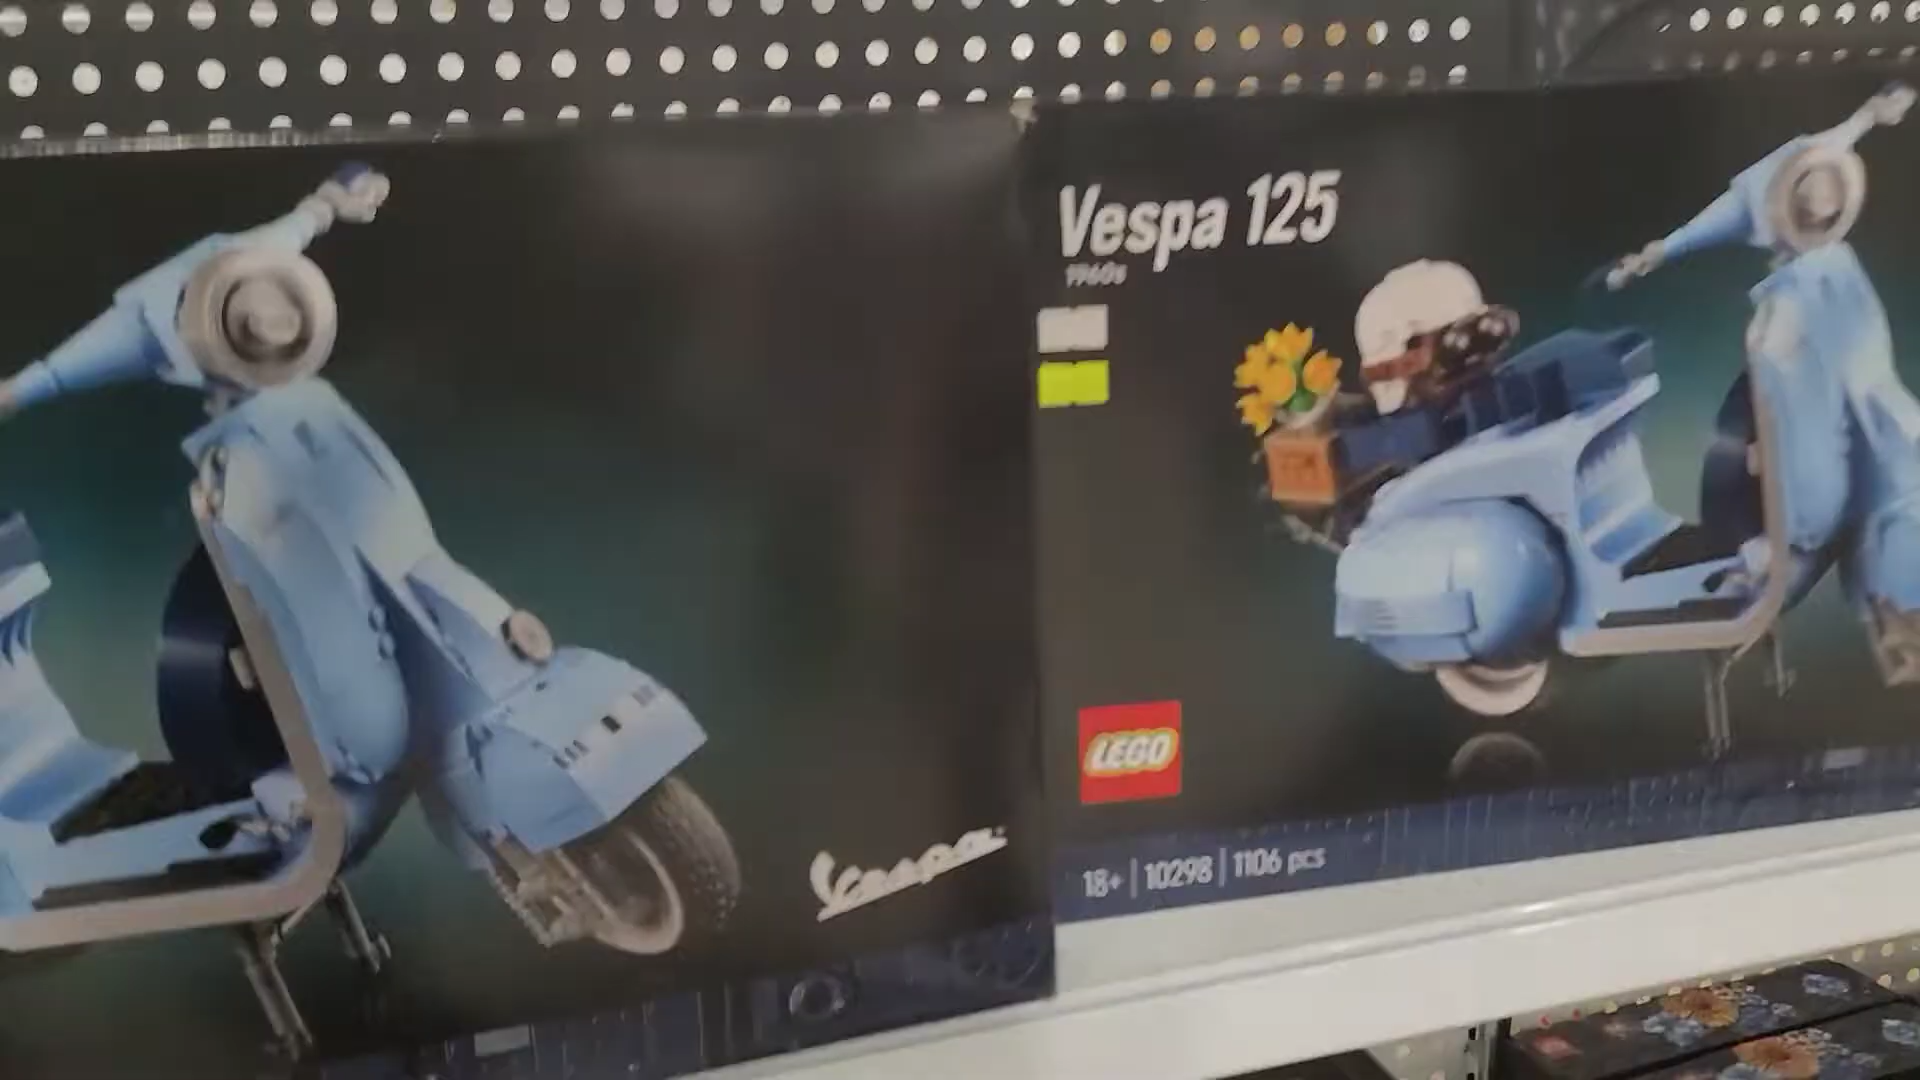 Vespa 125
1960s
LEGO
Vespa
18+ | 10298 | 1106 pcs